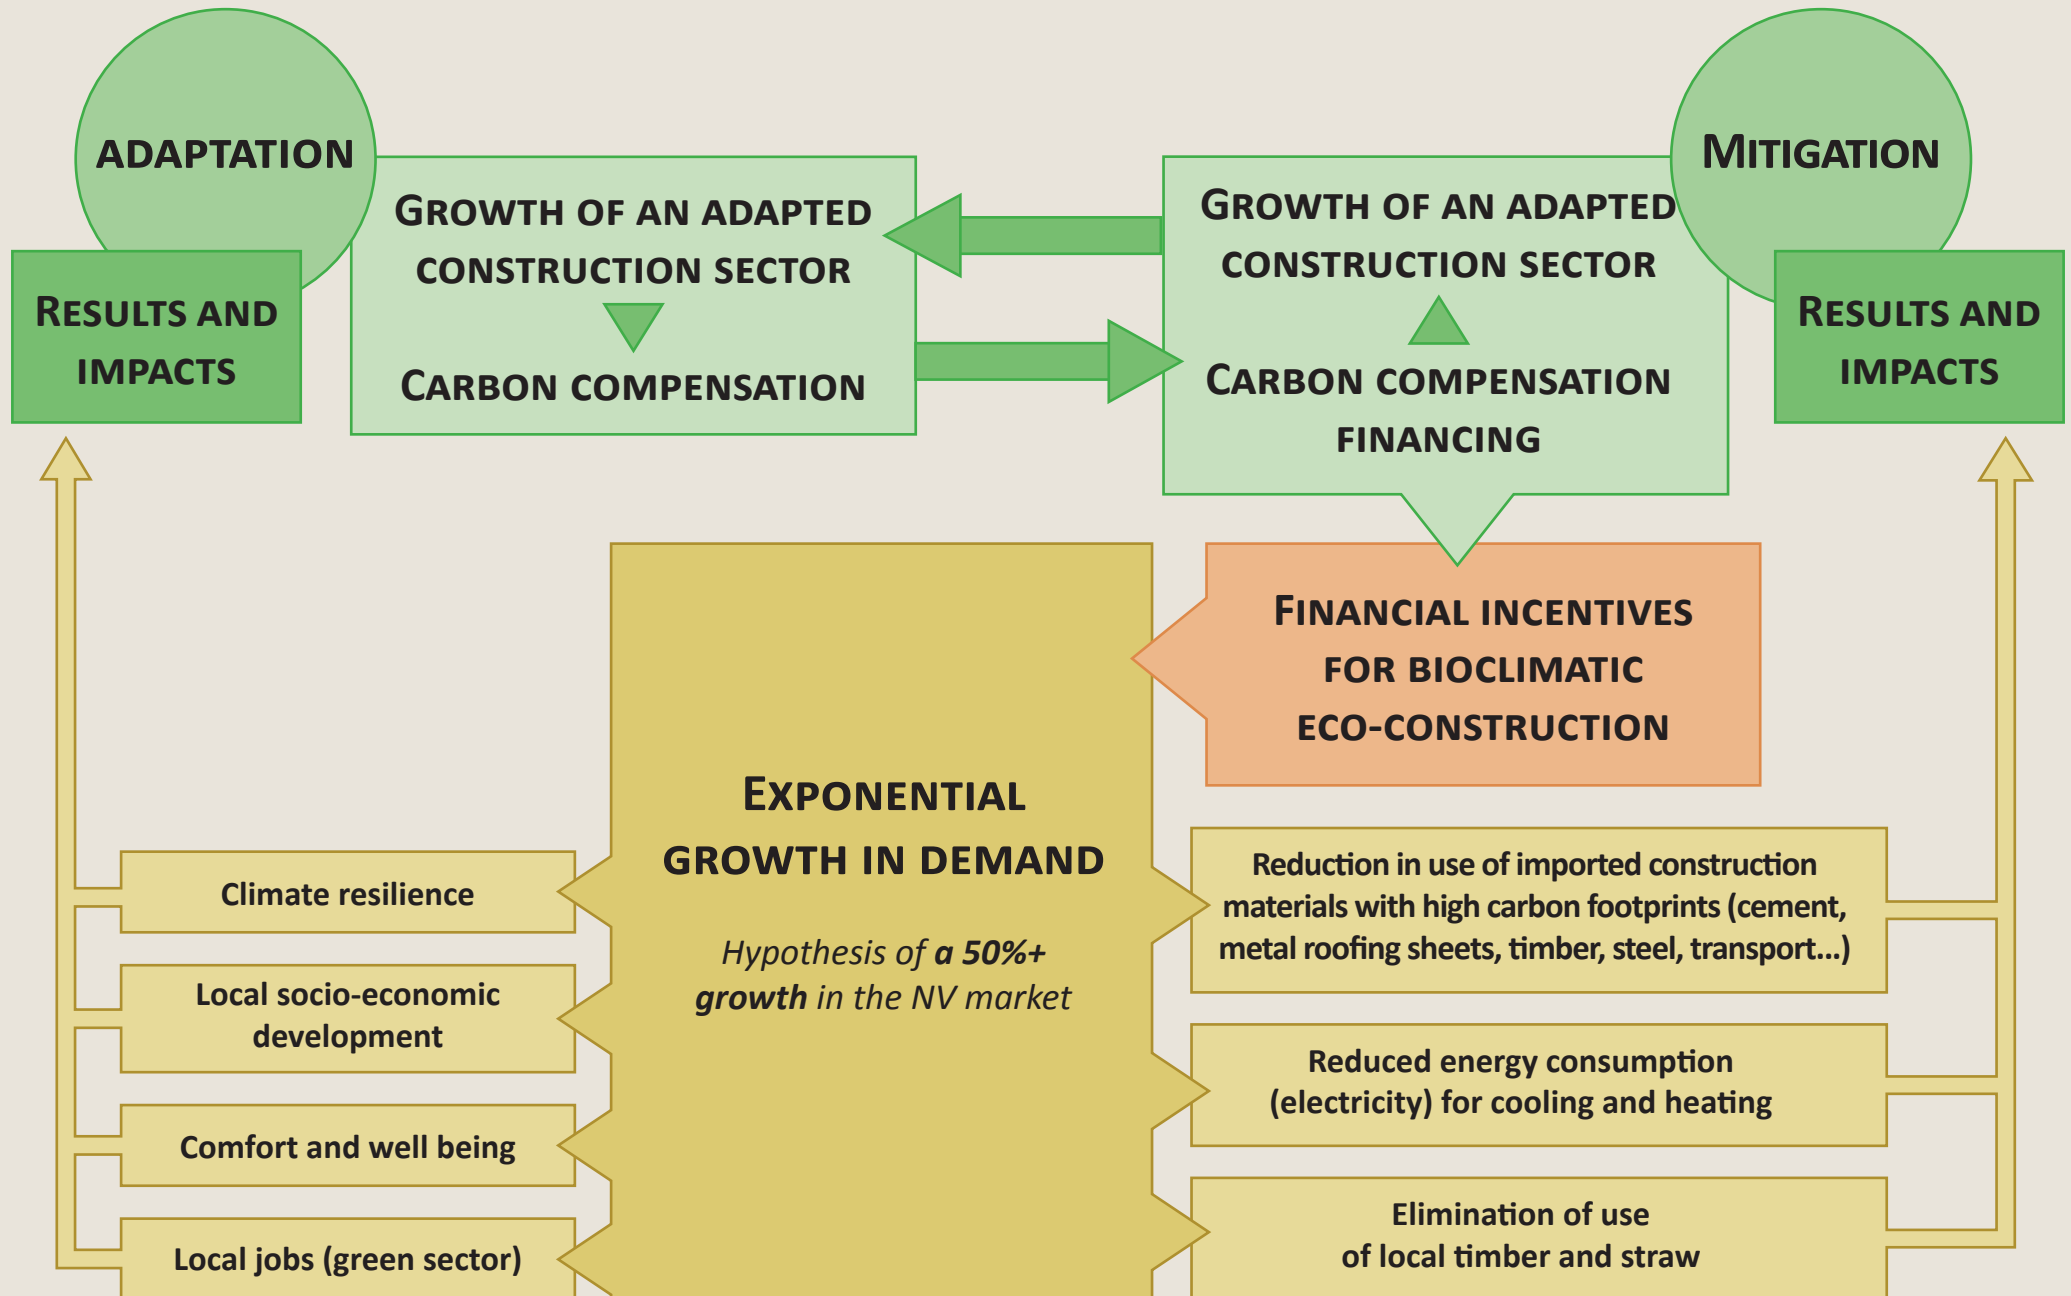 ADAPTATION
GROWTH OF AN ADAPTED
CONSTRUCTION SECTOR
CARBON COMPENSATION
RESULTS AND
IMPACTS
MITIGATION
GROWTH OF AN ADAPTED
CONSTRUCTION SECTOR
CARBON COMPENSATION
FINANCING
RESULTS AND
IMPACTS
FINANCIAL INCENTIVES
FOR BIOCLIMATIC
ECO-CONSTRUCTION
EXPONENTIAL
GROWTH IN DEMAND
Hypothesis of a 50%+
growth in the NV market
Climate resilience
Local socio-economic
development
Comfort and well being
Local jobs (green sector)
Reduction in use of imported construction
materials with high carbon footprints (cement,
metal roofing sheets, timber, steel, transport...)
Reduced energy consumption
(electricity) for cooling and heating
Elimination of use
of local timber and straw